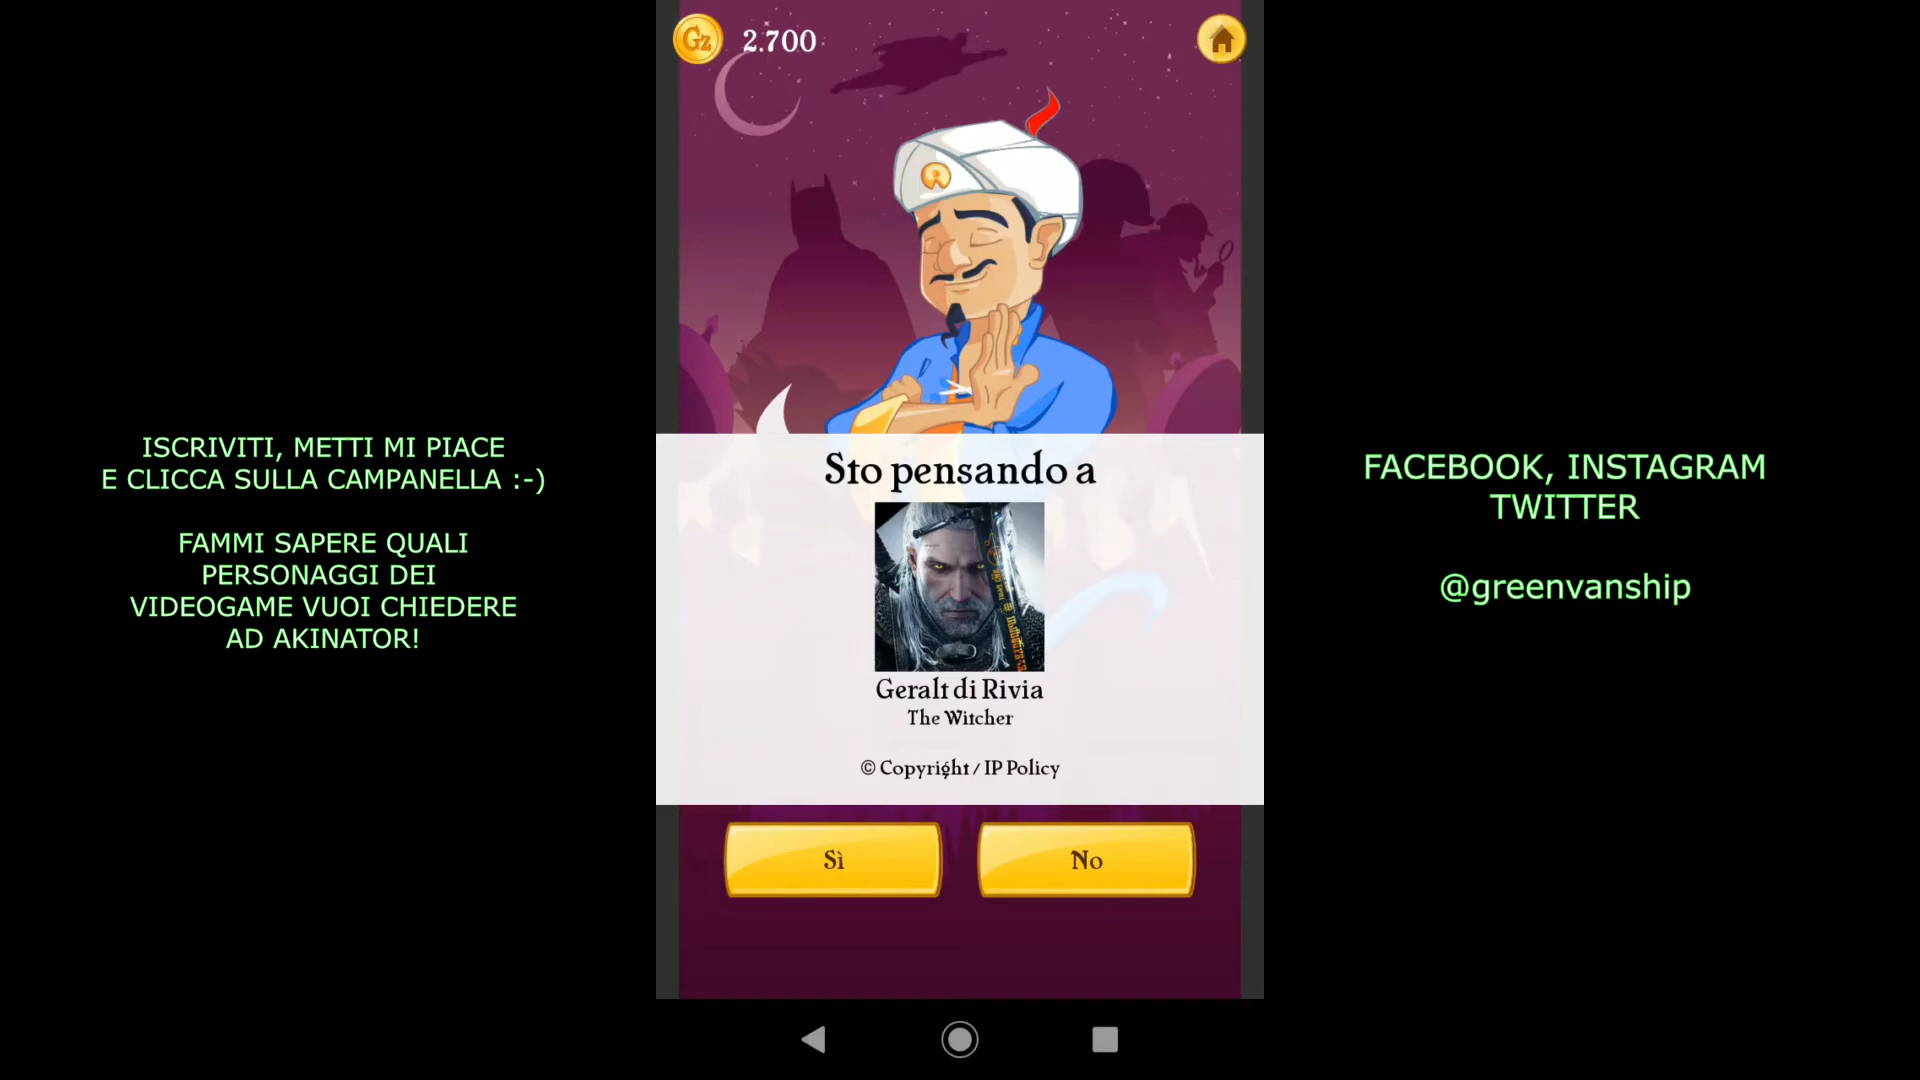 Gz
2.700
ISCRIVITI, METTI MI PIACE
E CLICCA SULLA CAMPANELLA :-)
FAMMI SAPERE QUALI
PERSONAGGI DEI
VIDEOGAME VUOI CHIEDERE
AD AKINATOR!
Sto pensando a
Geralt di Rivia
The Witcher
© Copyright / IP Policy
Sì
No
FACEBOOK, INSTAGRAM
TWITTER
@greenvanship